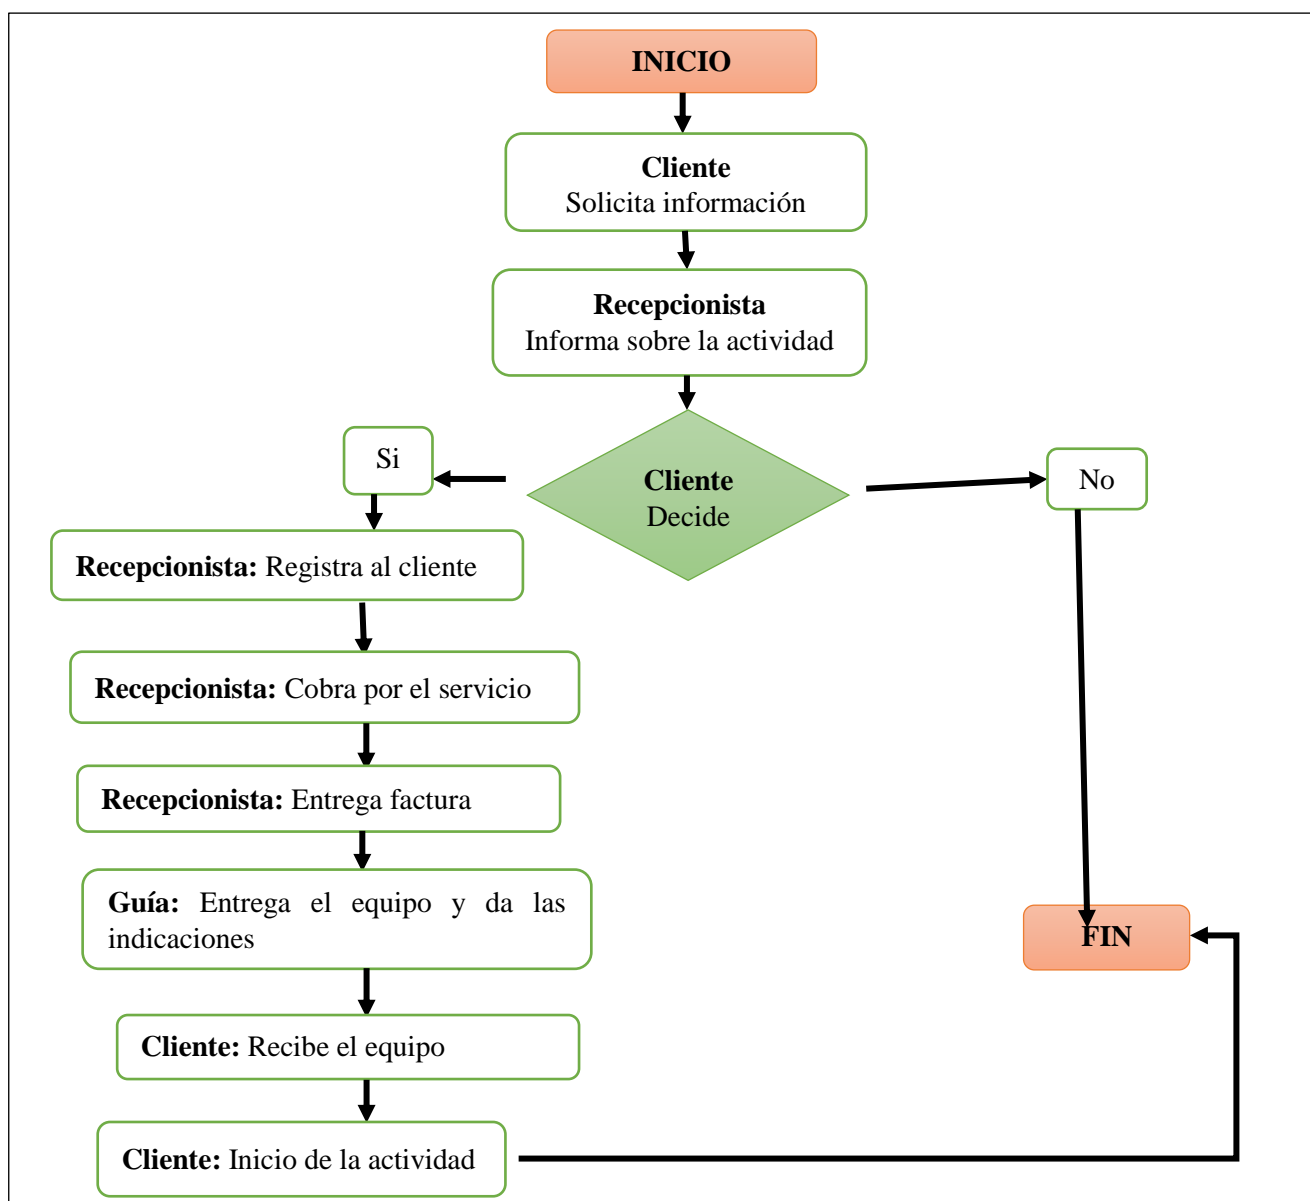 INICIO
Cliente
Solicita información
Recepcionista
Informa sobre la actividad
Si
Cliente
Decide
No
Recepcionista: Registra al cliente
Recepcionista: Cobra por el servicio
Recepcionista: Entrega factura
Guía: Entrega el equipo y da las
indicaciones
FIN
Cliente: Recibe el equipo
Cliente: Inicio de la actividad